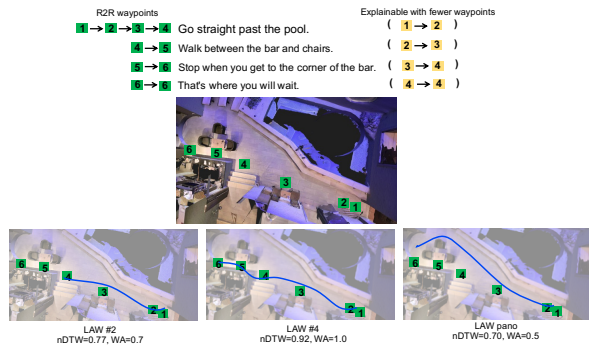 R2R waypoints
Explainable with fewer waypoints
1 → 2 → 3 → 4 Go straight past the pool. ( 1 → 2 )
4 → 5 Walk between the bar and chairs. ( 2 → 3 )
5 → 6 Stop when you get to the corner of the bar. ( 3 → 4 )
6 → 6 That's where you will wait. ( 4 → 4 )
6 5 4 3 2 1
6 5 4 3 2 1
6 5 4 3 2 1
6 5 4 3 2 1
LAW #2
nDTW=0.77, WA=0.7
LAW #4
nDTW=0.92, WA=1.0
LAW pano
nDTW=0.70, WA=0.5